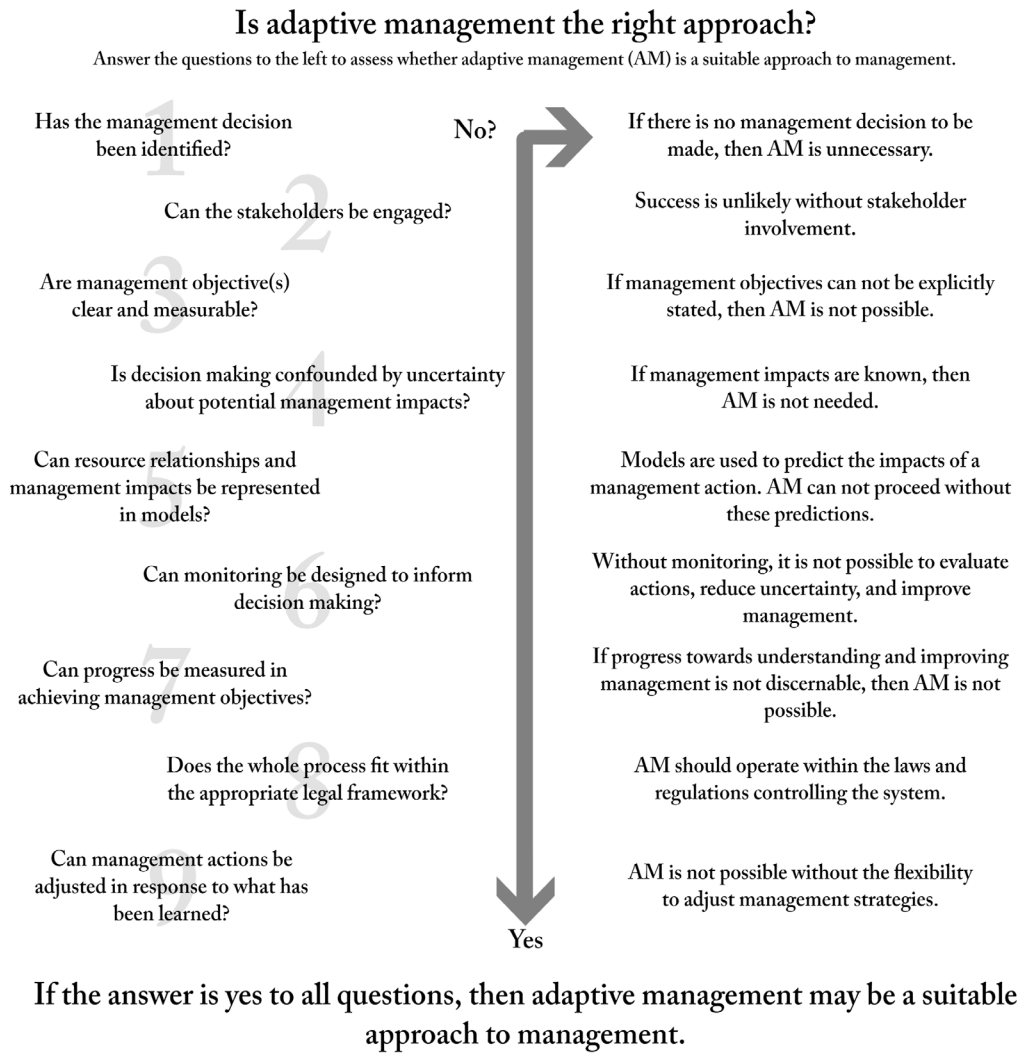 Is adaptive management the right approach?
Answer the questions to the left to assess whether adaptive management (AM) is a suitable approach to management.
1
Has the management decision
been identified?
No?
If there is no management decision to be
made, then AM is unnecessary.
2
Can the stakeholders be engaged?
Success is unlikely without stakeholder
involvement.
3
Are management objective(s)
clear and measurable?
If management objectives can not be explicitly
stated, then AM is not possible.
4
Is decision making confounded by uncertainty
about potential management impacts?
If management impacts are known, then
AM is not needed.
5
Can resource relationships and
management impacts be represented
in models?
Models are used to predict the impacts of a
management action. AM can not proceed without
these predictions.
6
Can monitoring be designed to inform
decision making?
Without monitoring, it is not possible to evaluate
actions, reduce uncertainty, and improve
management.
7
Can progress be measured in
achieving management objectives?
If progress towards understanding and improving
management is not discernable, then AM is not
possible.
8
Does the whole process fit within
the appropriate legal framework?
AM should operate within the laws and
regulations controlling the system.
9
Can management actions be
adjusted in response to what has
been learned?
AM is not possible without the flexibility
to adjust management strategies.
Yes
If the answer is yes to all questions, then adaptive management may be a suitable
approach to management.